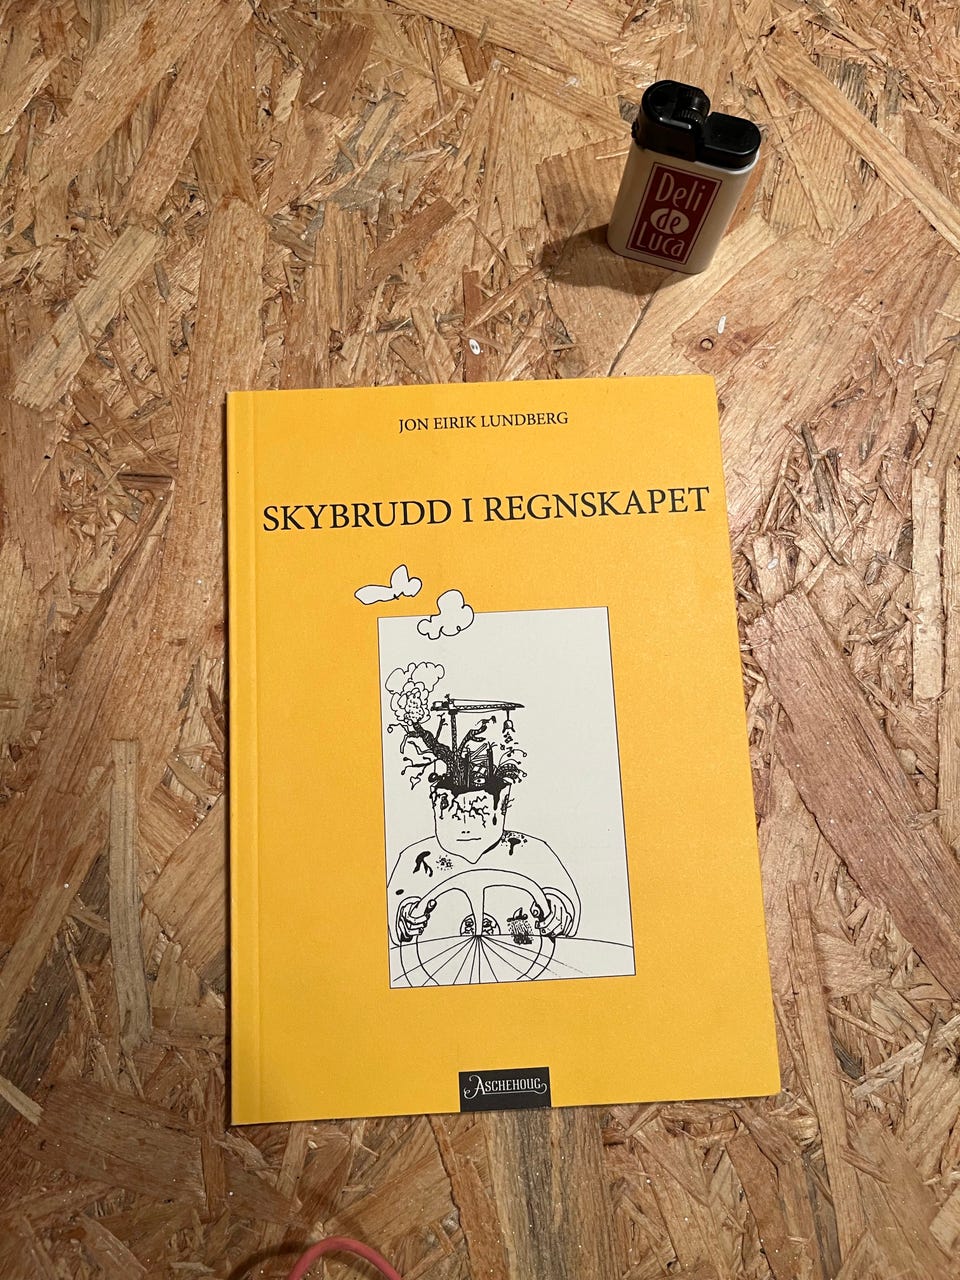 Deli
de
Luca
JON EIRIK LUNDBERG
SKYBRUDD I REGNSKAPET
ASCHEHOUG